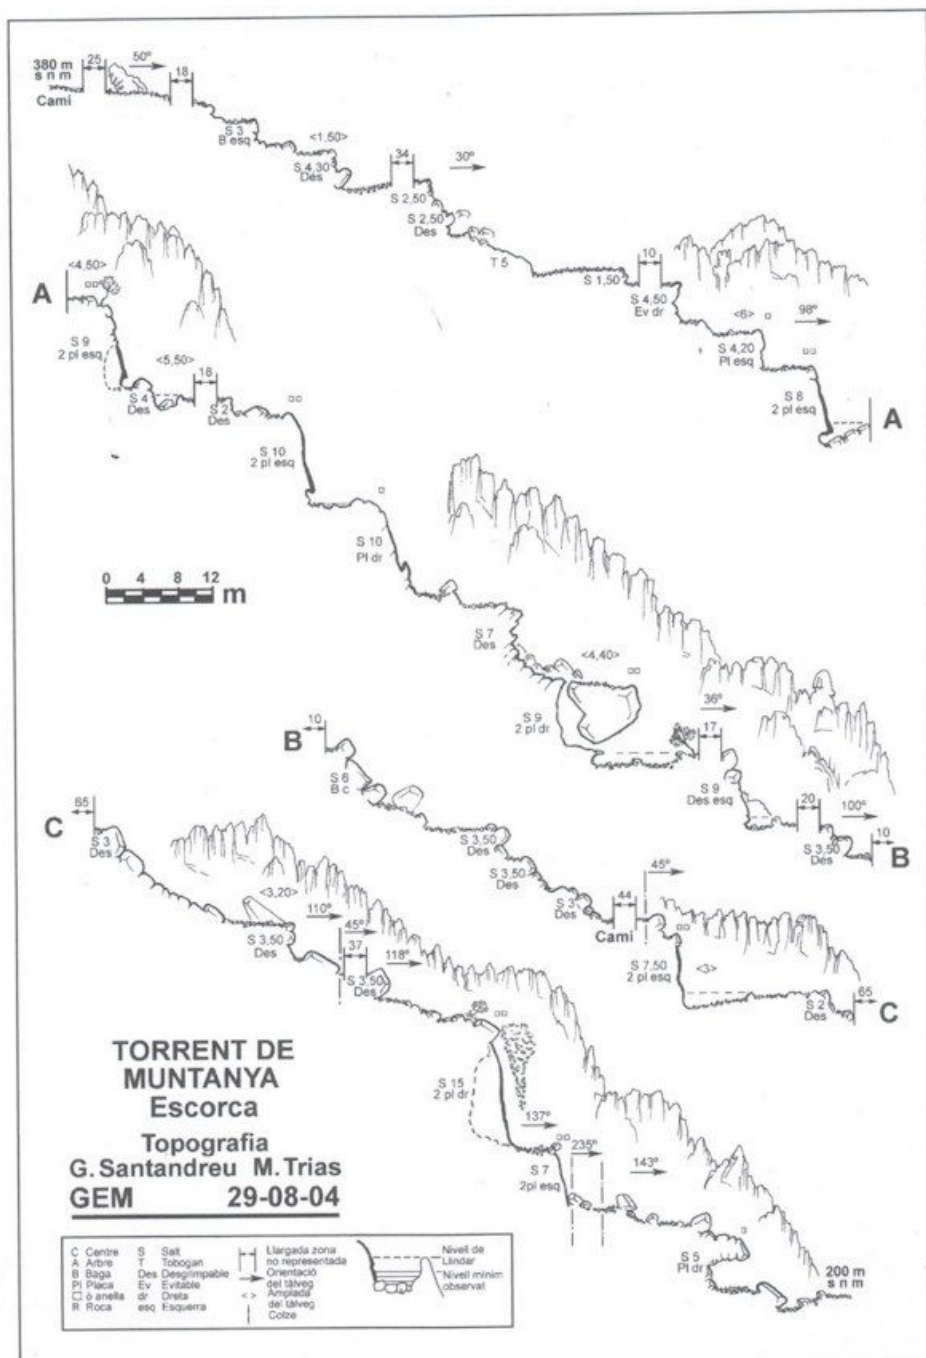 380 m
s n m
25
50º
18
Camí
S 3
B esq
<1,50>
S 4,30
Des
34
30º
S 2,50
S 2,50
Des
T 5
S 1,50
10
S 4,50
Ev dr
<6>
S 4,20
Pl esq
98º
S 8
2 pl esq
A
A
<4,50>
S 9
2 pl esq
<5,50>
S 4
Des
18
S 2
Des
S 10
2 pl esq
S 10
Pl dr
0 4 8 12 m
S 7
Des
<4,40>
S 9
2 pl dr
36º
17
S 9
Des esq
20
100º
S 3,50
Des
10
B
10
B
S 6
B c
S 3,50
Des
S 3,50
Des
S 3
Des
44
Camí
45º
S 7,50
2 pl esq
<3>
S 2
Des
65
C
65
C
S 3
Des
<3,20>
S 3,50
Des
110º
45º
37
118º
S 3,50
Des
S 15
2 pl dr
137º
S 7
2pl esq
235º
143º
S 5
Pl dr
200 m
s n m
TORRENT DE
MUNTANYA
Escorca
Topografia
G. Santandreu M. Trias
GEM 29-08-04
C Centre
A Arbre
B Baga
Pl Placa
□ ò anella
R Roca
S Salt
T Tobogan
Des Desgrimpable
Ev Evitable
dr Dreta
esq Esquerra
Llargada zona
no representada
Orientació
del tàlveg
<> Amplada
del tàlveg
Colze
Nivell de
Llindar
Nivell mínim
observat